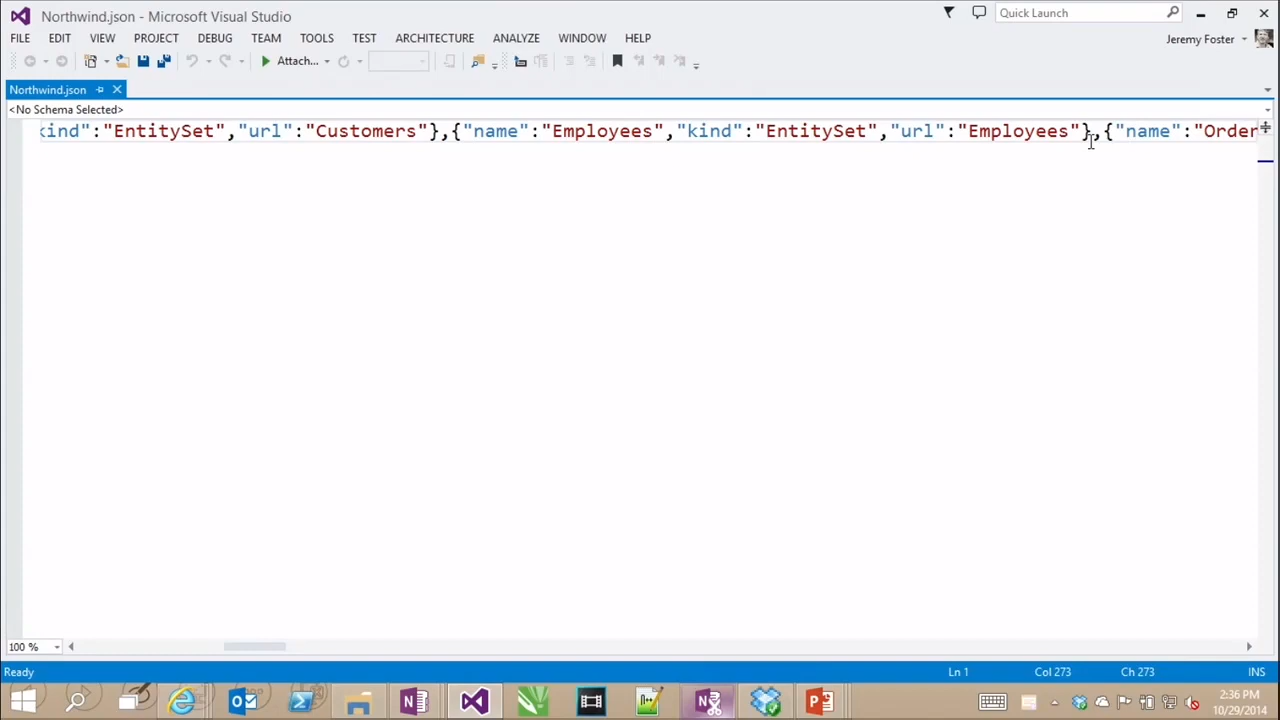 Northwind.json - Microsoft Visual Studio
Quick Launch
FILE EDIT VIEW PROJECT DEBUG TEAM TOOLS TEST ARCHITECTURE ANALYZE WINDOW HELP
Jeremy Foster
Attach...
Northwind.json
<No Schema Selected>
kind":"EntitySet","url":"Customers"},{"name":"Employees","kind":"EntitySet","url":"Employees"},{"name":"Order
100 %
Ready
Ln 1
Col 273
Ch 273
INS
2:36 PM
10/29/2014